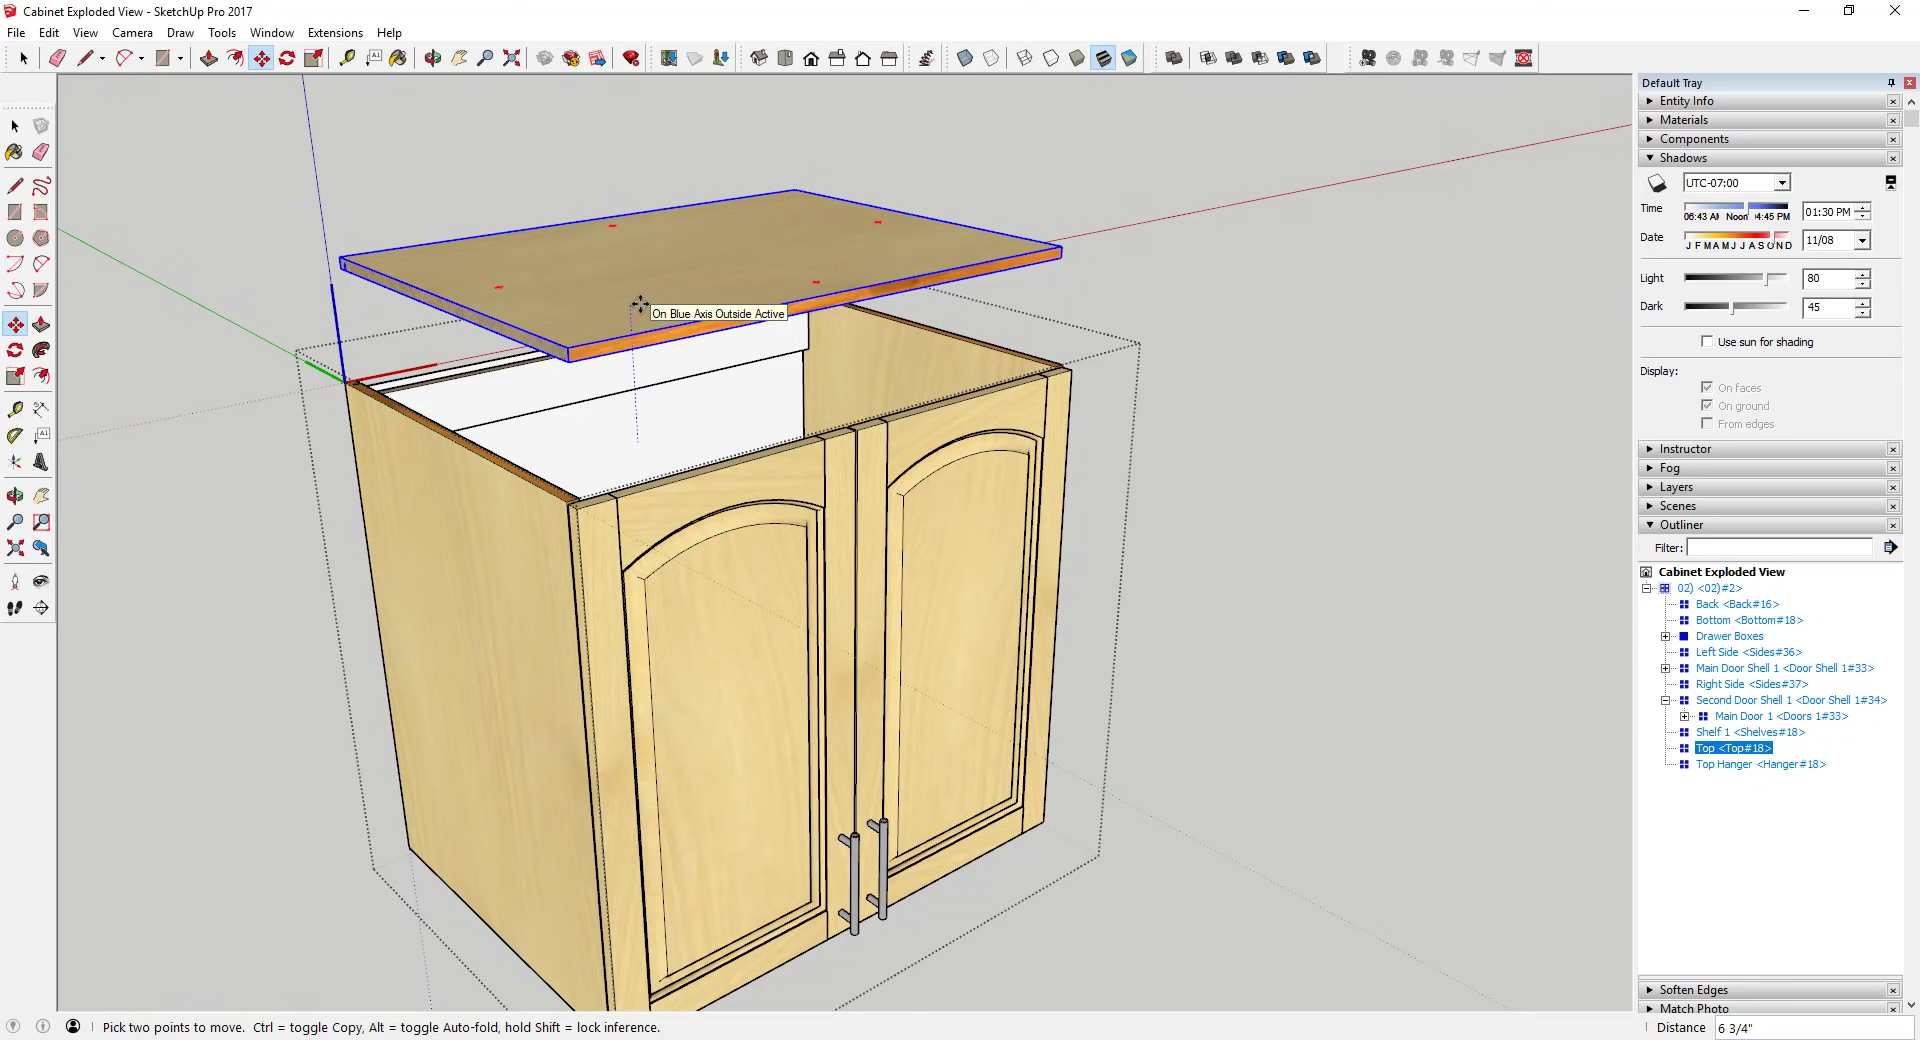 Cabinet Exploded View - SketchUp Pro 2017
File Edit View Camera Draw Tools Window Extensions Help
Default Tray
Entity Info
Materials
Components
Shadows
UTC-07:00
Time 06:43 AM Noon 04:45 PM 01:30 PM
Date J F M A M J J A S O N D 11/08
Light 80
Dark 45
Use sun for shading
Display:
On faces
On ground
From edges
Instructor
Fog
Layers
Scenes
Outliner
Filter:
Cabinet Exploded View
02) <02)#2>
Back <Back#16>
Bottom <Bottom#18>
Drawer Boxes
Left Side <Sides#36>
Main Door Shell 1 <Door Shell 1#33>
Right Side <Sides#37>
Second Door Shell 1 <Door Shell 1#34>
Main Door 1 <Doors 1#33>
Shelf 1 <Shelves#18>
Top <Top#18>
Top Hanger <Hanger#18>
Soften Edges
Match Photo
On Blue Axis Outside Active
Pick two points to move. Ctrl = toggle Copy, Alt = toggle Auto-fold, hold Shift = lock inference.
Distance 6 3/4"